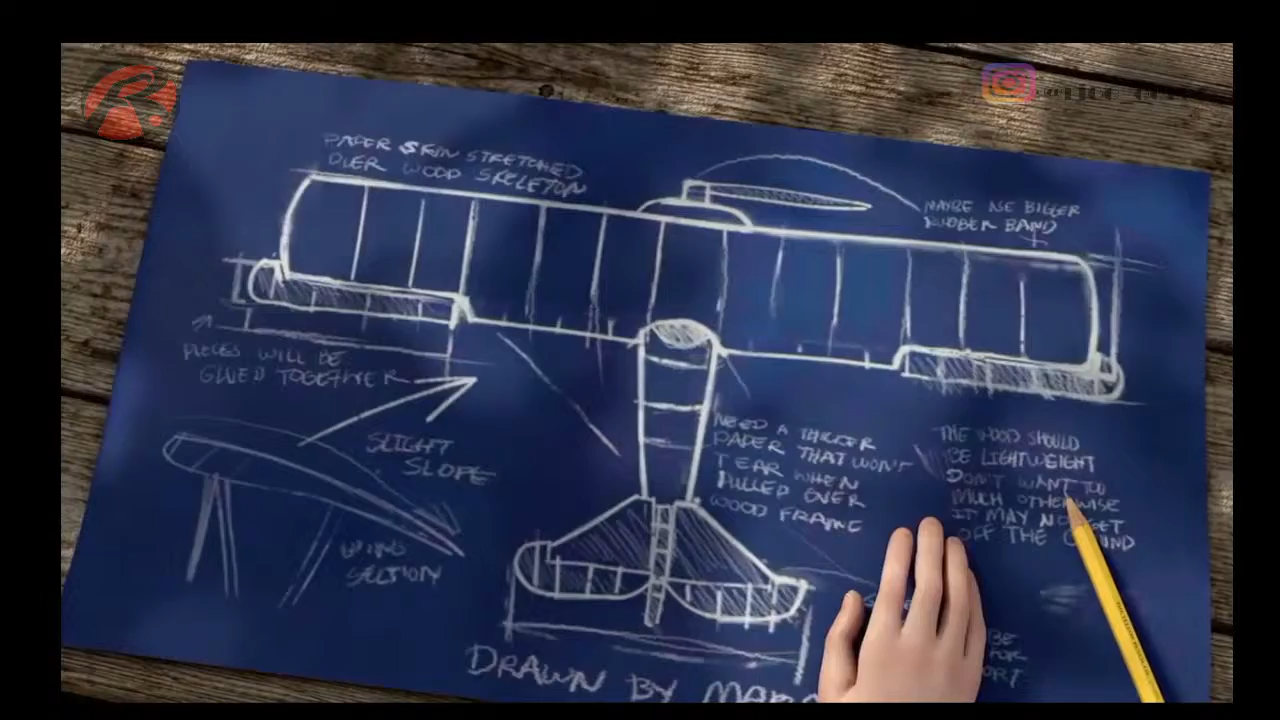 PAPER SKIN STRETCHED
OVER WOOD SKELETON
MAYBE BIGGER
RUBBER BAND
PIECES WILL BE
GLUED TOGETHER
SLIGHT
SLOPE
WING
SECTION
NEED A THICKER
PAPER THAT WON'T
TEAR WHEN
PULLED OVER
WOOD FRAME
THE WOOD SHOULD
BE LIGHTWEIGHT
DON'T WANT TOO
MUCH OTHERWISE
IT MAY NOT GET
OFF THE GROUND
BE
DRAWN BY